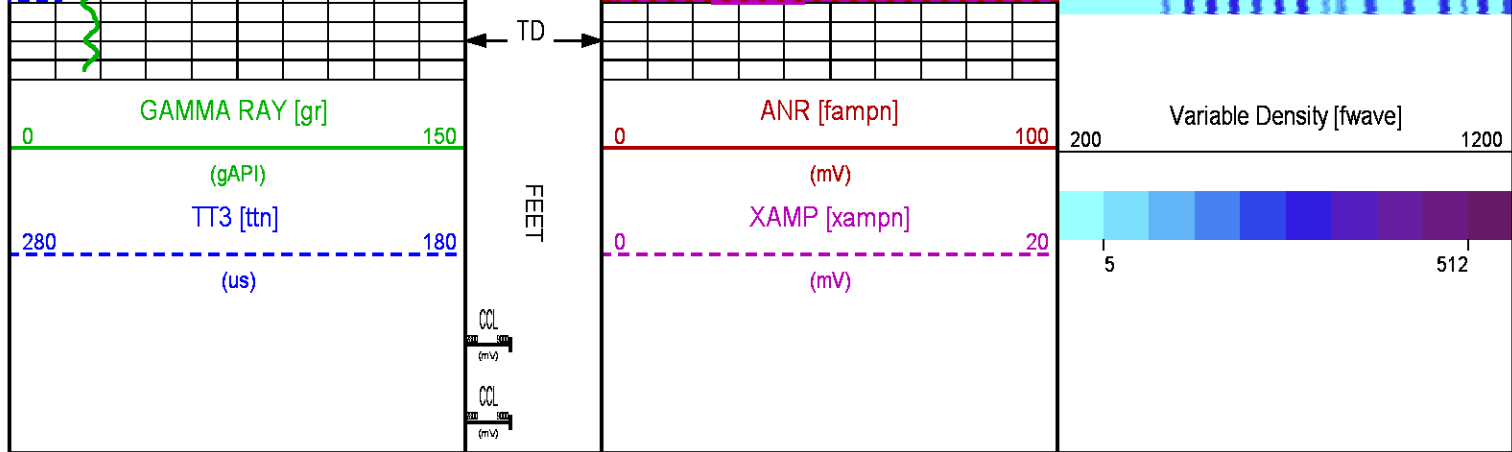 TD
GAMMA RAY [gr]
0 150
(gAPI)
TT3 [ttn]
280 180
(us)
FEET
CCL
(mV)
CCL
(mV)
ANR [fampn]
0 100
(mV)
XAMP [xampn]
0 20
(mV)
Variable Density [fwave]
200 1200
5 512